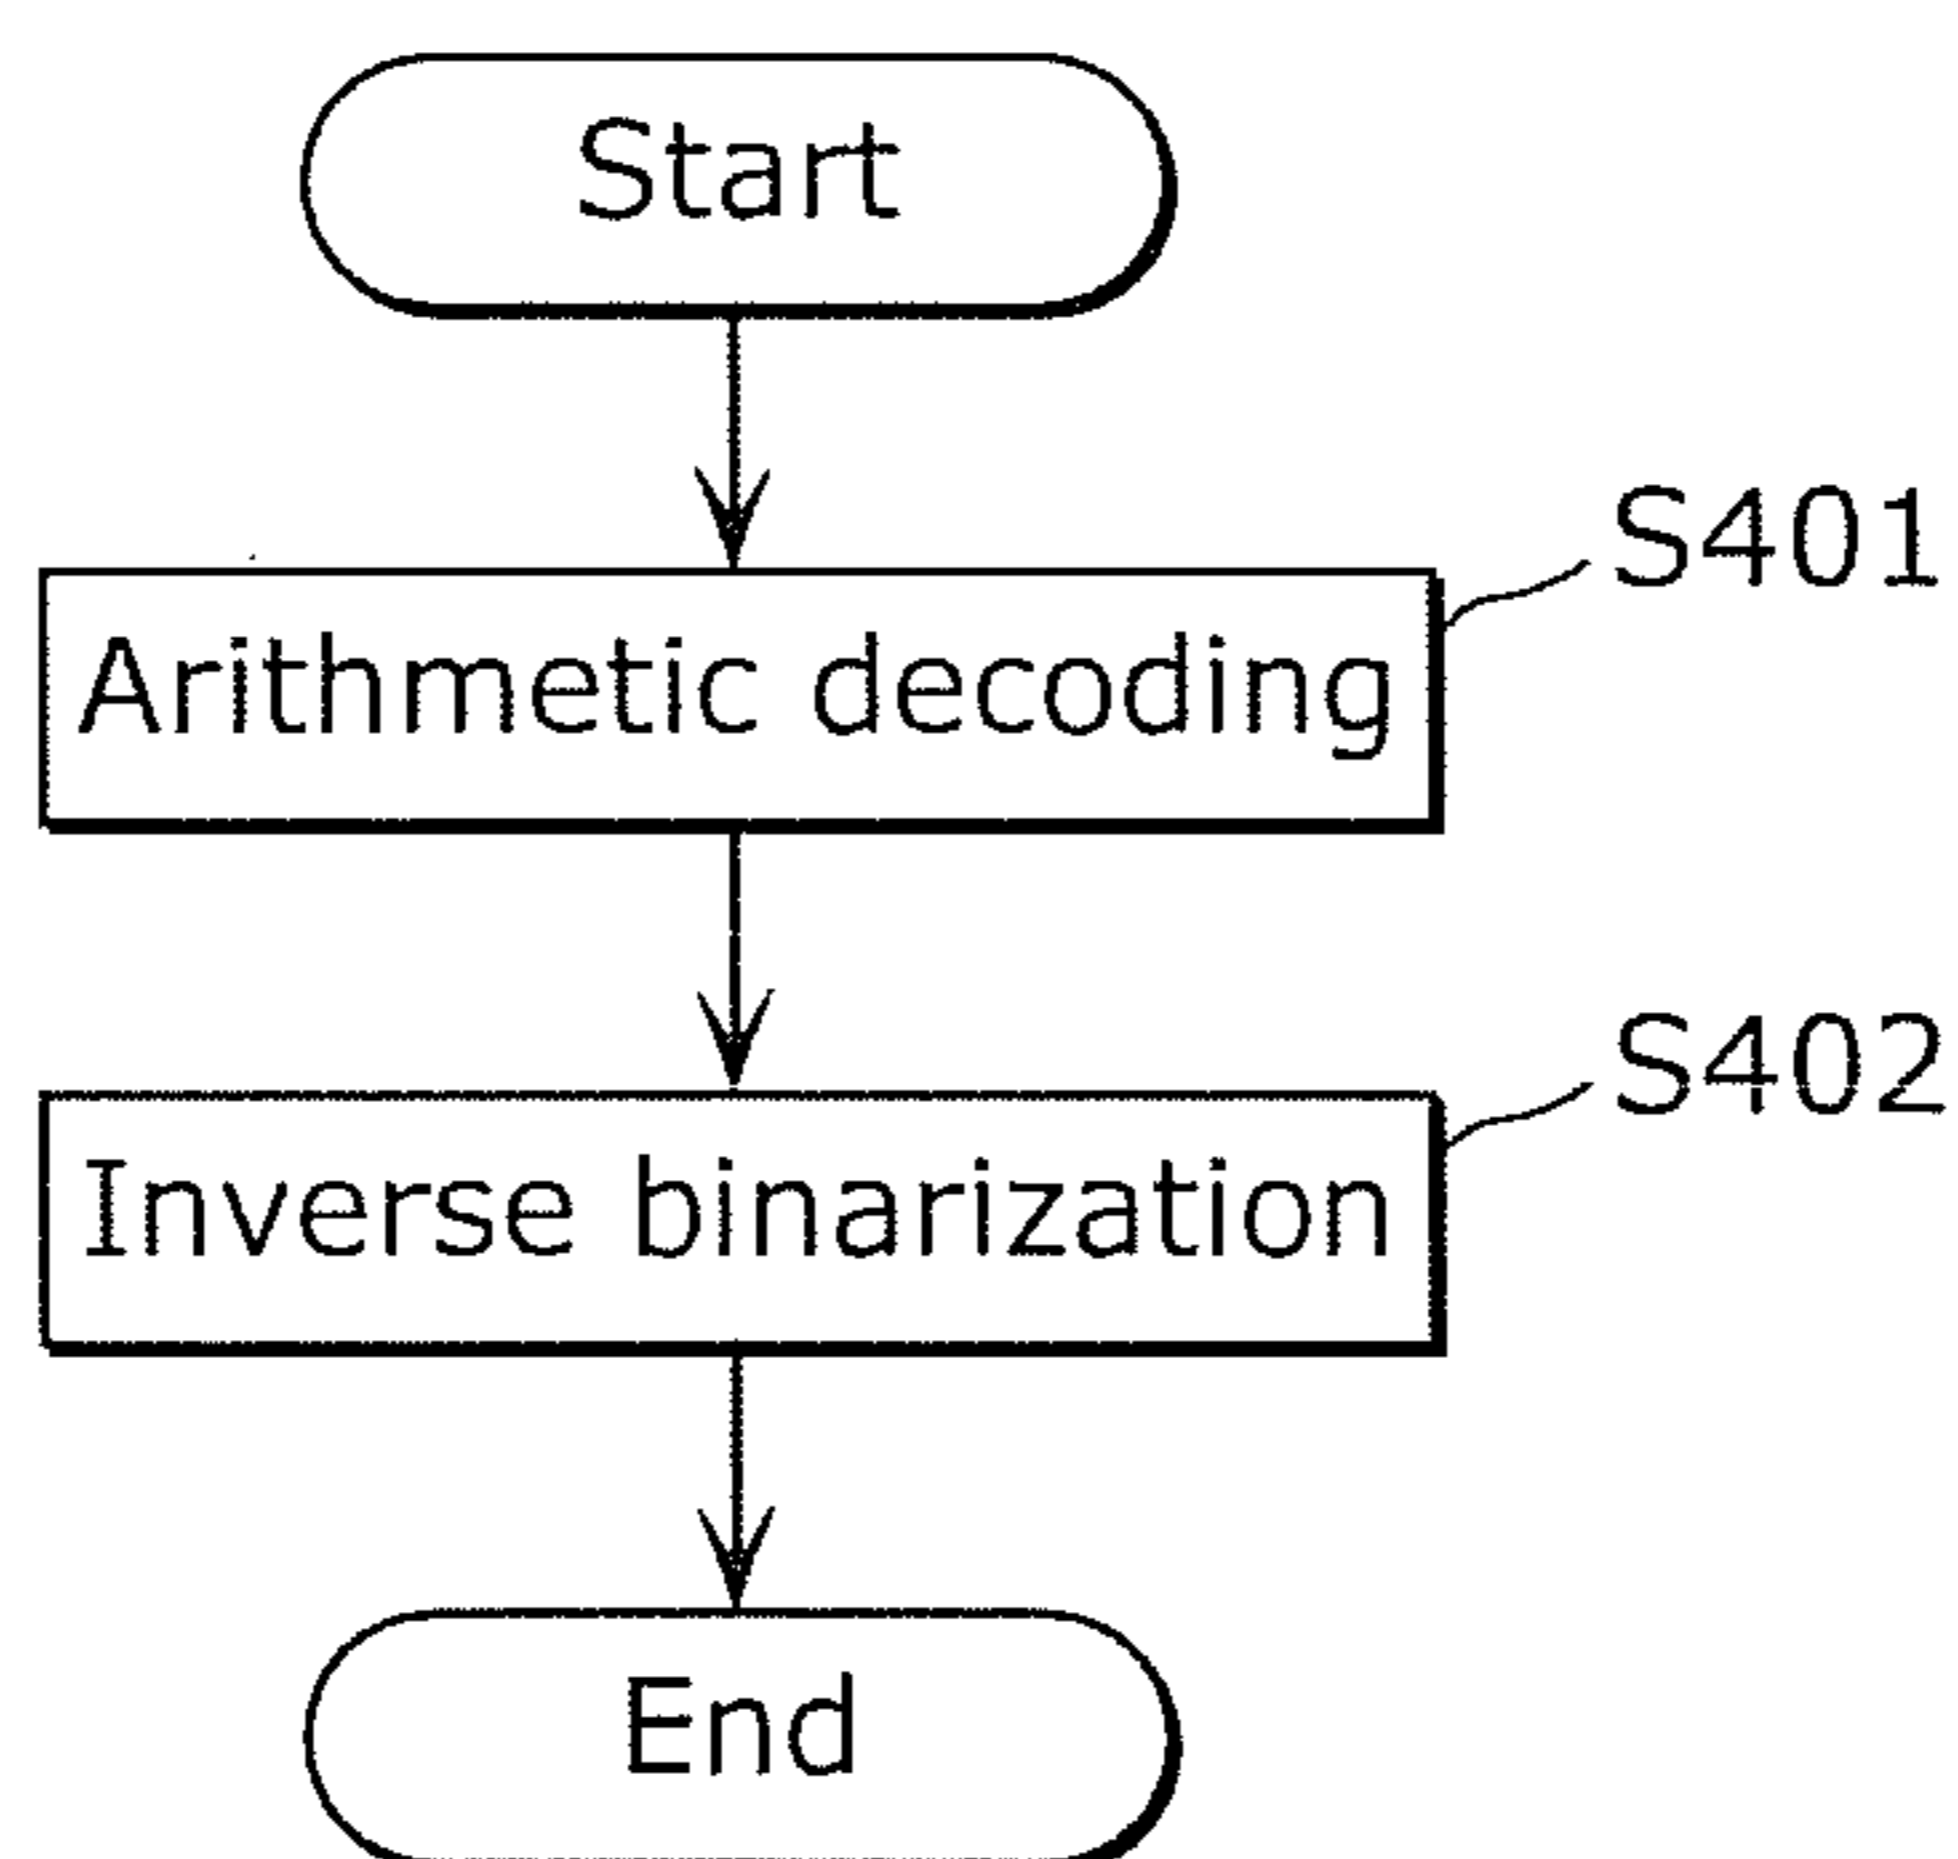 Start
S401
Arithmetic decoding
S402
Inverse binarization
End